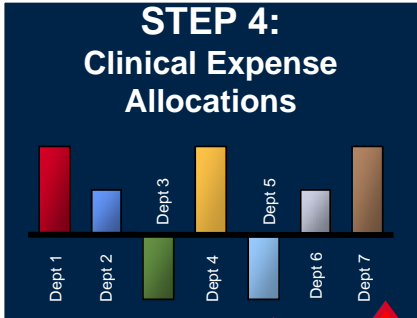 STEP 4:
Clinical Expense
Allocations
Dept 1
Dept 2
Dept 3
Dept 4
Dept 5
Dept 6
Dept 7